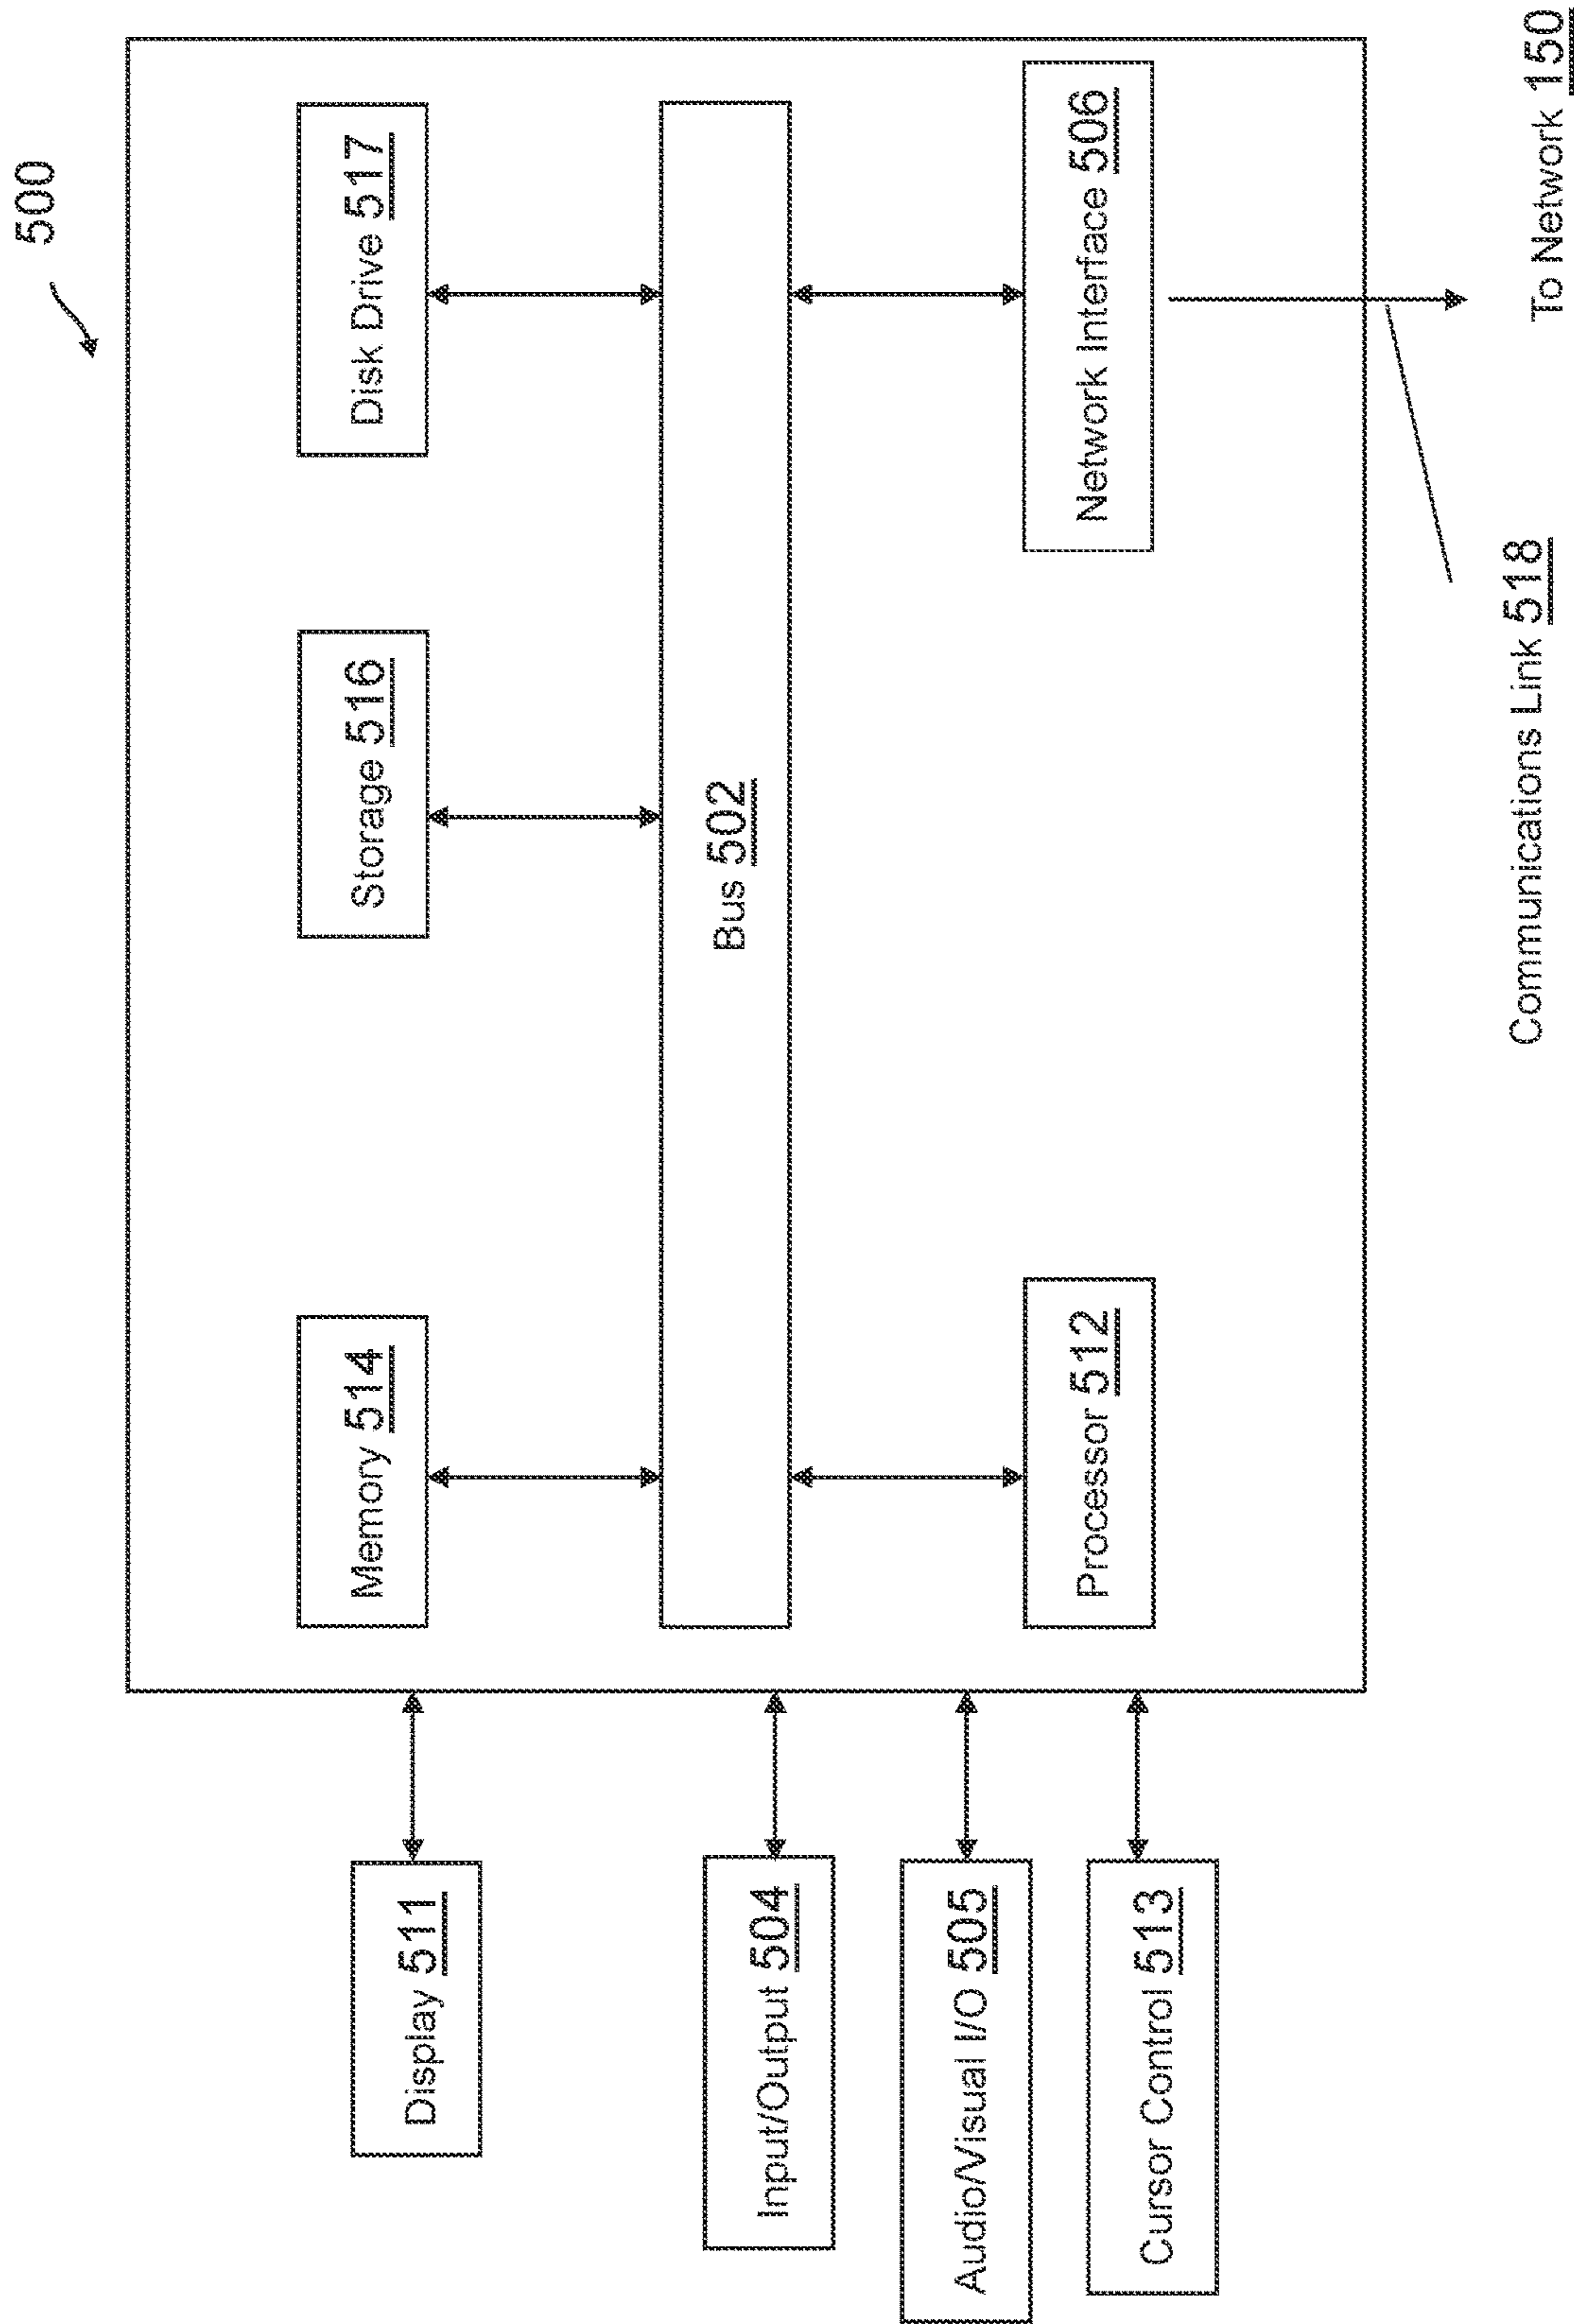 500
Display 511
Memory 514
Storage 516
Disk Drive 517
Input/Output 504
Bus 502
Audio/Visual I/O 505
Cursor Control 513
Processor 512
Network Interface 506
Communications Link 518
To Network 150